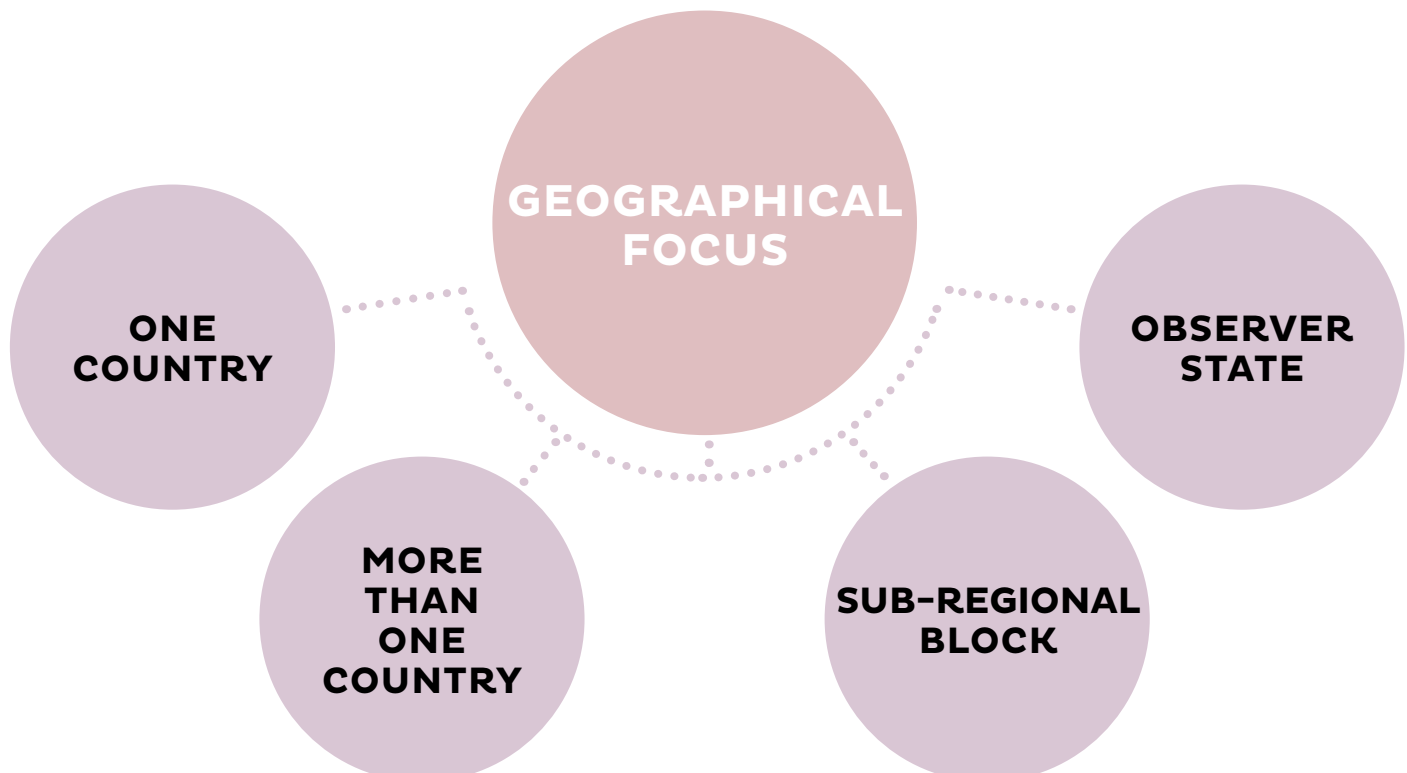 GEOGRAPHICAL
FOCUS
ONE
COUNTRY
OBSERVER
STATE
MORE
THAN
ONE
COUNTRY
SUB-REGIONAL
BLOCK